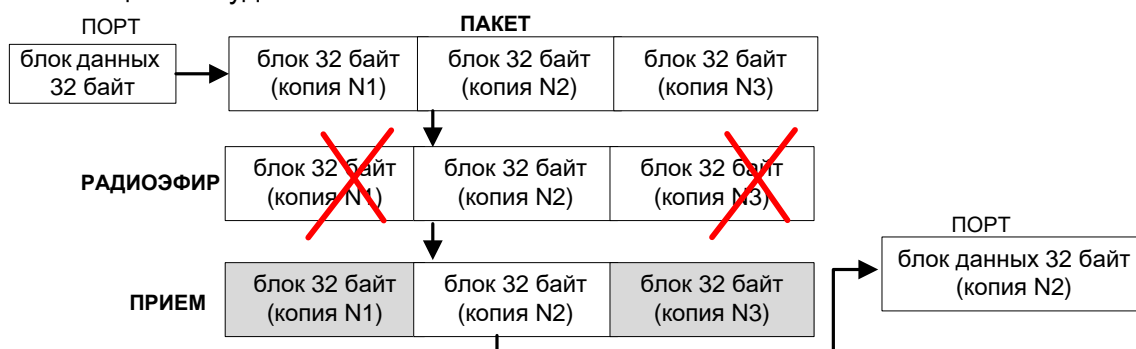 ПОРТ
ПАКЕТ
блок данных
32 байт
блок 32 байт
(копия N1)
блок 32 байт
(копия N2)
блок 32 байт
(копия N3)
РАДИОЭФИР
блок 32 байт
(копия N1)
блок 32 байт
(копия N2)
блок 32 байт
(копия N3)
ПРИЕМ
блок 32 байт
(копия N1)
блок 32 байт
(копия N2)
блок 32 байт
(копия N3)
ПОРТ
блок данных 32 байт
(копия N2)